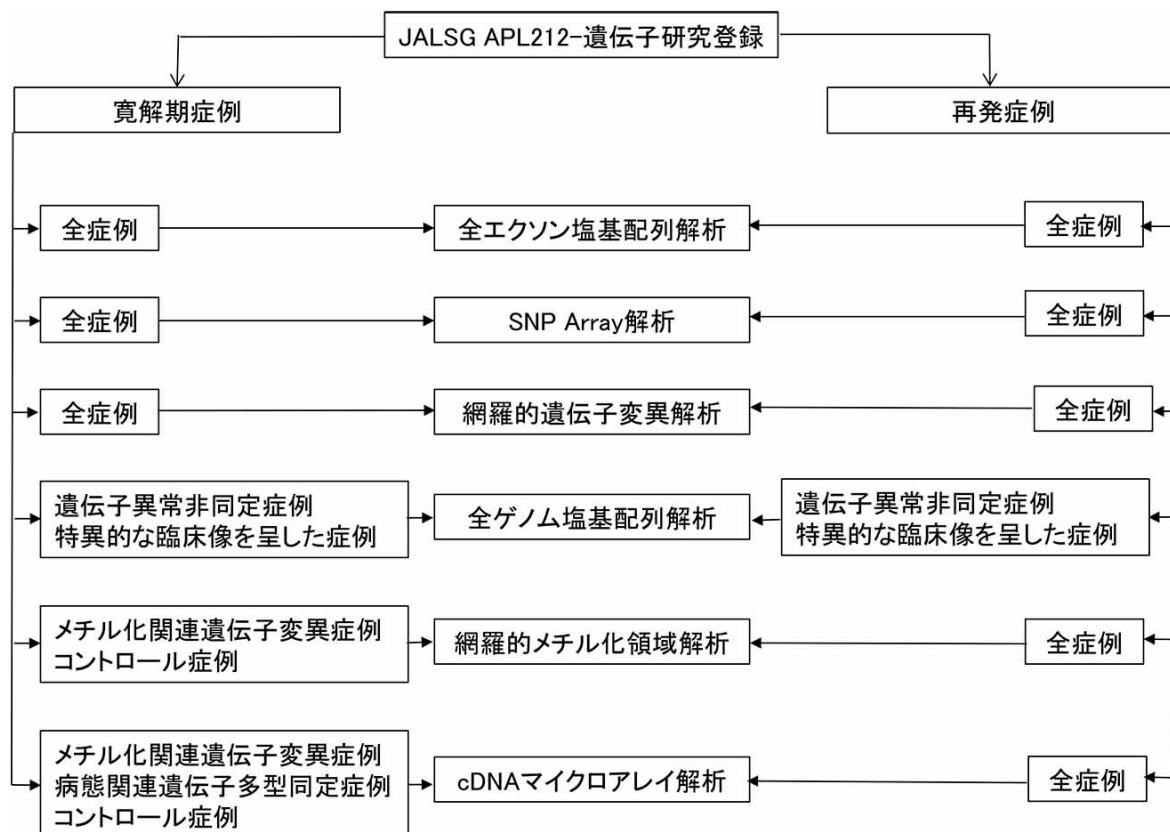 JALSG APL212-遺伝子研究登録
寛解期症例
再発症例
全症例
全エクソン塩基配列解析
全症例
全症例
SNP Array解析
全症例
全症例
網羅的遺伝子変異解析
全症例
遺伝子異常非同定症例
特異的な臨床像を呈した症例
全ゲノム塩基配列解析
遺伝子異常非同定症例
特異的な臨床像を呈した症例
メチル化関連遺伝子変異症例
コントロール症例
網羅的メチル化領域解析
全症例
メチル化関連遺伝子変異症例
病態関連遺伝子多型同定症例
コントロール症例
cDNAマイクロアレイ解析
全症例